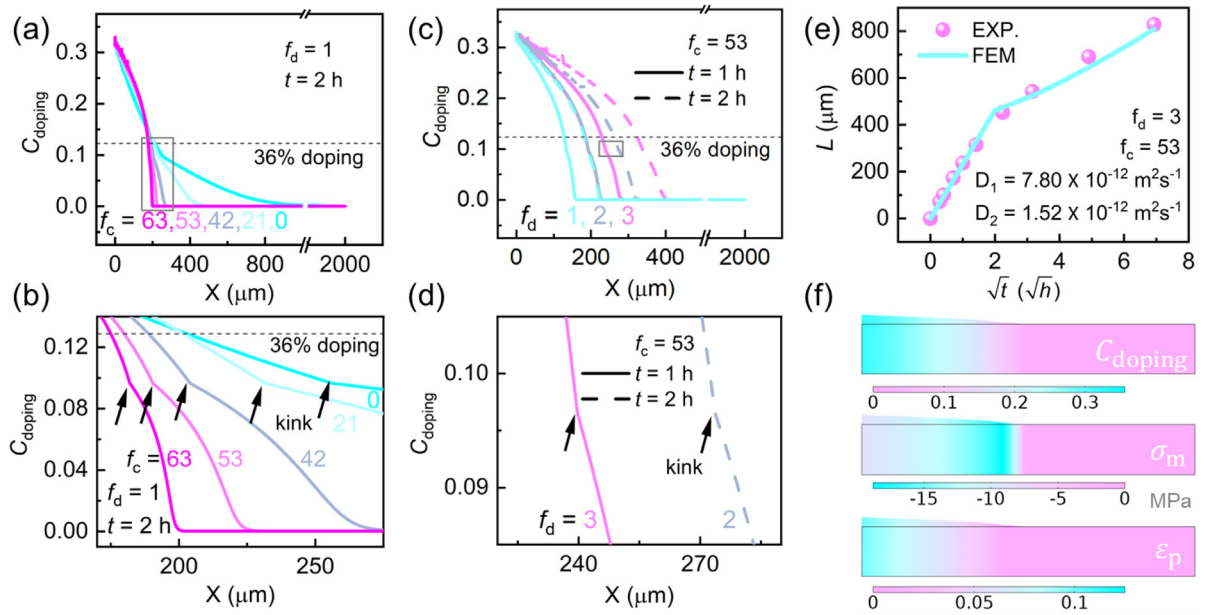 (a)
f_d = 1
t = 2 h
C_doping
0.3
0.2
0.1
0.0
36% doping
f_c = 63,53,42,21,0
0 400 800 2000
X (μm)
(b)
C_doping
0.12
0.08
0.04
0.00
36% doping
kink
0
21
42
53
f_c = 63
f_d = 1
t = 2 h
200 250
X (μm)
(c)
f_c = 53
t = 1 h
t = 2 h
C_doping
0.3
0.2
0.1
0.0
36% doping
f_d = 1, 2, 3
0 200 400 2000
X (μm)
(d)
f_c = 53
t = 1 h
t = 2 h
C_doping
0.10
0.09
kink
f_d = 3
2
240 270
X (μm)
(e)
EXP.
FEM
L (μm)
800
600
400
200
0
f_d = 3
f_c = 53
D₁ = 7.80 X 10⁻¹² m²s⁻¹
D₂ = 1.52 X 10⁻¹² m²s⁻¹
0 2 4 6 8
√t (√h)
(f)
C_doping
0 0.1 0.2 0.3
σ_m
-15 -10 -5 0 MPa
ε_p
0 0.05 0.1